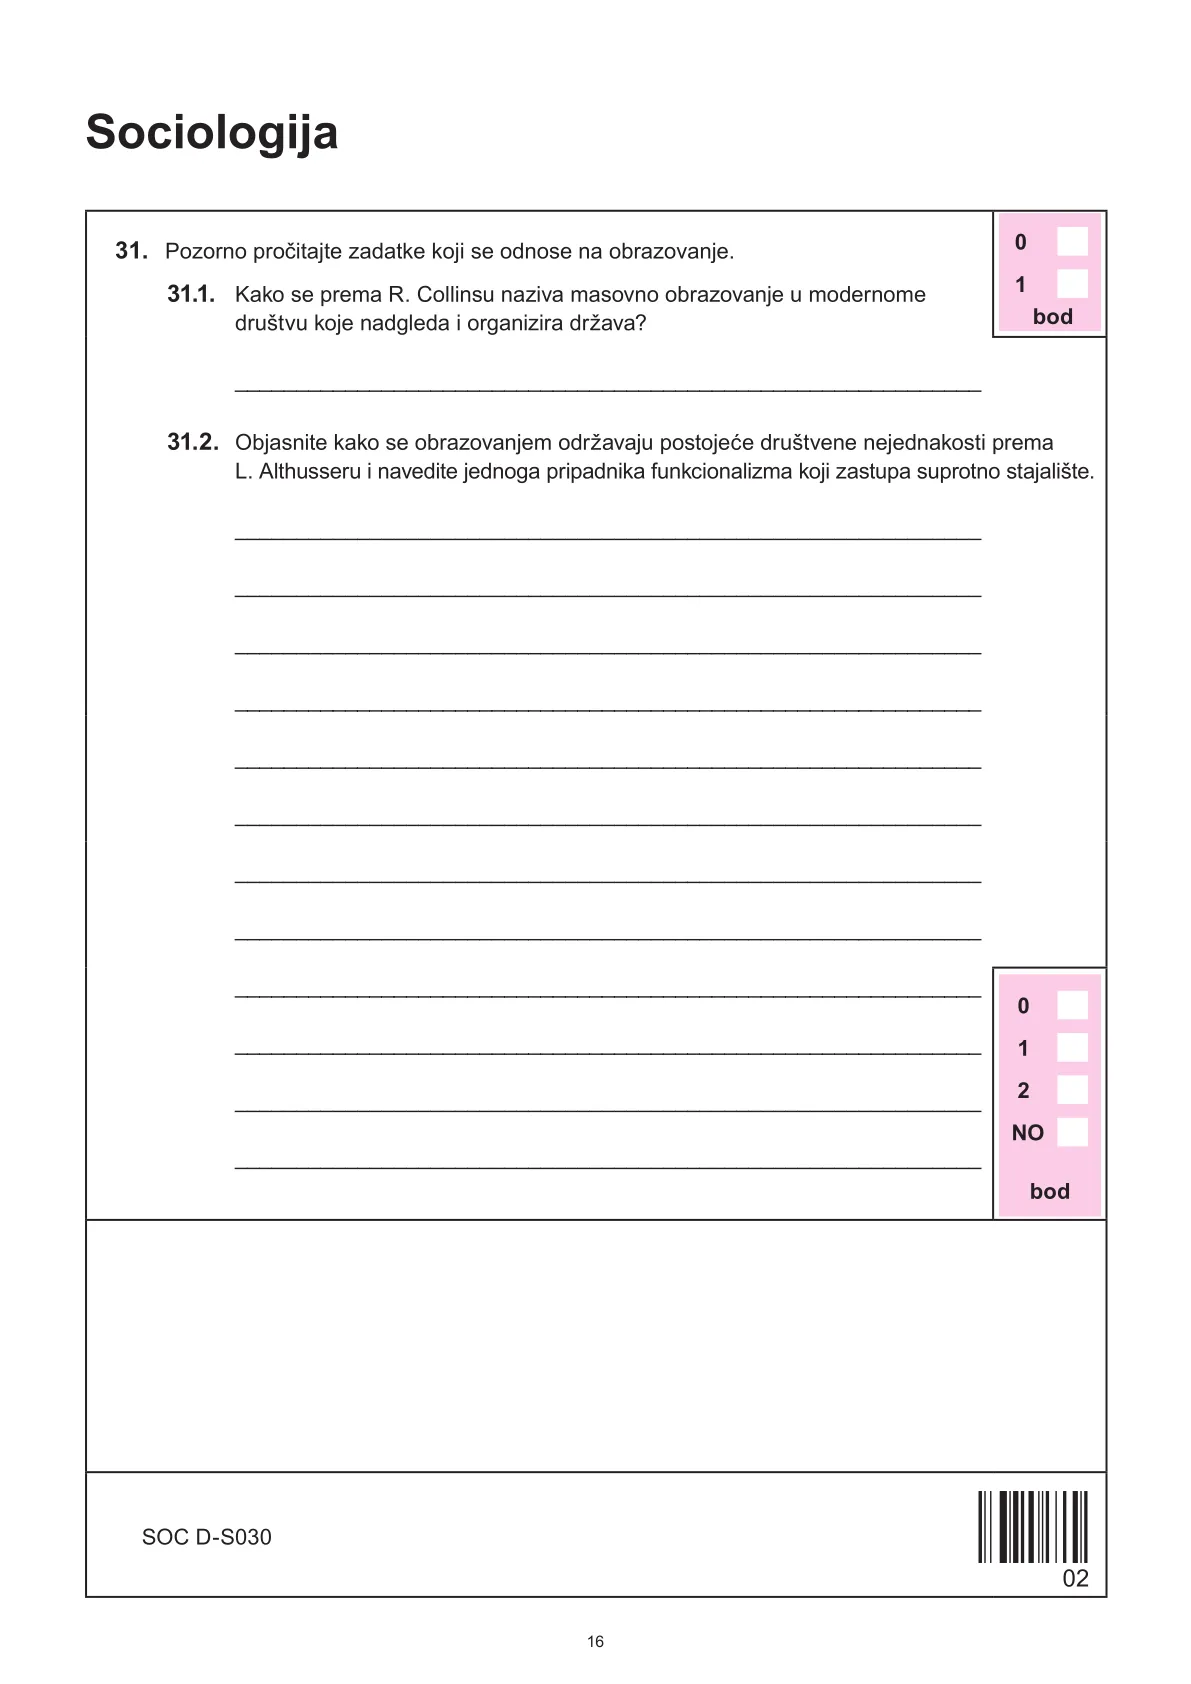 Sociologija
31. Pozorno pročitajte zadatke koji se odnose na obrazovanje.
0
31.1. Kako se prema R. Collinsu naziva masovno obrazovanje u modernome
1
društvu koje nadgleda i organizira država?
bod
31.2. Objasnite kako se obrazovanjem održavaju postojeće društvene nejednakosti prema
L. Althusseru i navedite jednoga pripadnika funkcionalizma koji zastupa suprotno stajalište.
0
1
2
NO
bod
SOC D-S030
02
16